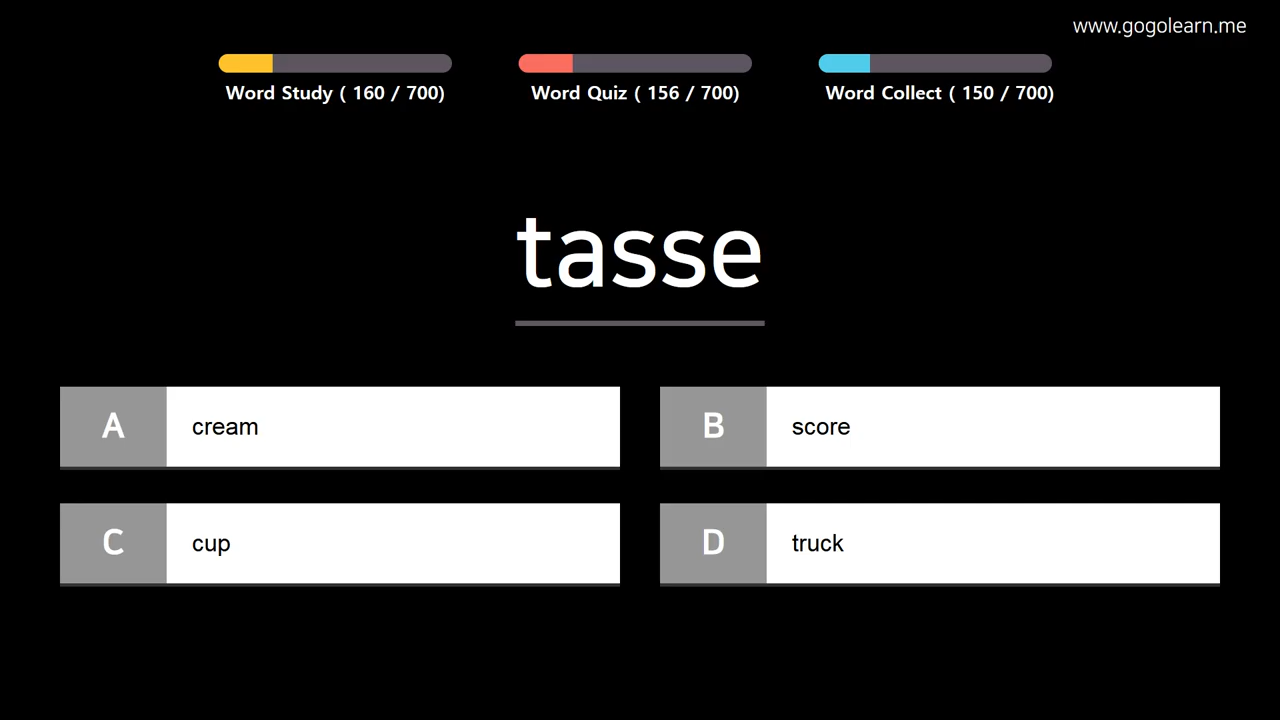 www.gogolearn.me
Word Study ( 160 / 700)
Word Quiz ( 156 / 700)
Word Collect ( 150 / 700)
tasse
A cream
B score
C cup
D truck